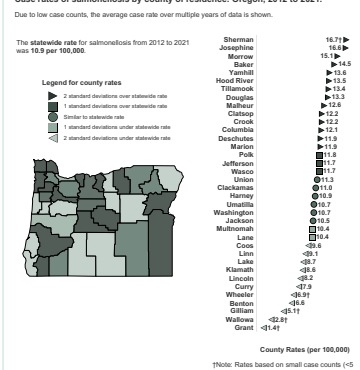 Case rates of salmonellosis by county of residence: Oregon, 2012 to 2021.
Due to low case counts, the average case rate over multiple years of data is shown.
The statewide rate for salmonellosis from 2012 to 2021
was 10.9 per 100,000.
Legend for county rates
2 standard deviations over statewide rate
1 standard deviations over statewide rate
Similar to statewide rate
1 standard deviations under statewide rate
2 standard deviations under statewide rate
Sherman 16.7†
Josephine 16.6
Morrow 15.1
Baker 14.5
Yamhill 13.6
Hood River 13.5
Tillamook 13.4
Douglas 13.3
Malheur 12.6
Clatsop 12.2
Crook 12.2
Columbia 12.1
Deschutes 11.9
Marion 11.9
Polk 11.8
Jefferson 11.7
Wasco 11.7
Union 11.3
Clackamas 11.0
Harney 10.9
Umatilla 10.7
Washington 10.7
Jackson 10.5
Multnomah 10.4
Lane 10.4
Coos 9.6
Linn 9.1
Lake 8.7
Klamath 8.6
Lincoln 8.2
Curry 7.9
Wheeler 6.9†
Benton 6.6
Gilliam 5.1†
Wallowa 2.8†
Grant 1.4†
County Rates (per 100,000)
†Note: Rates based on small case counts (<5